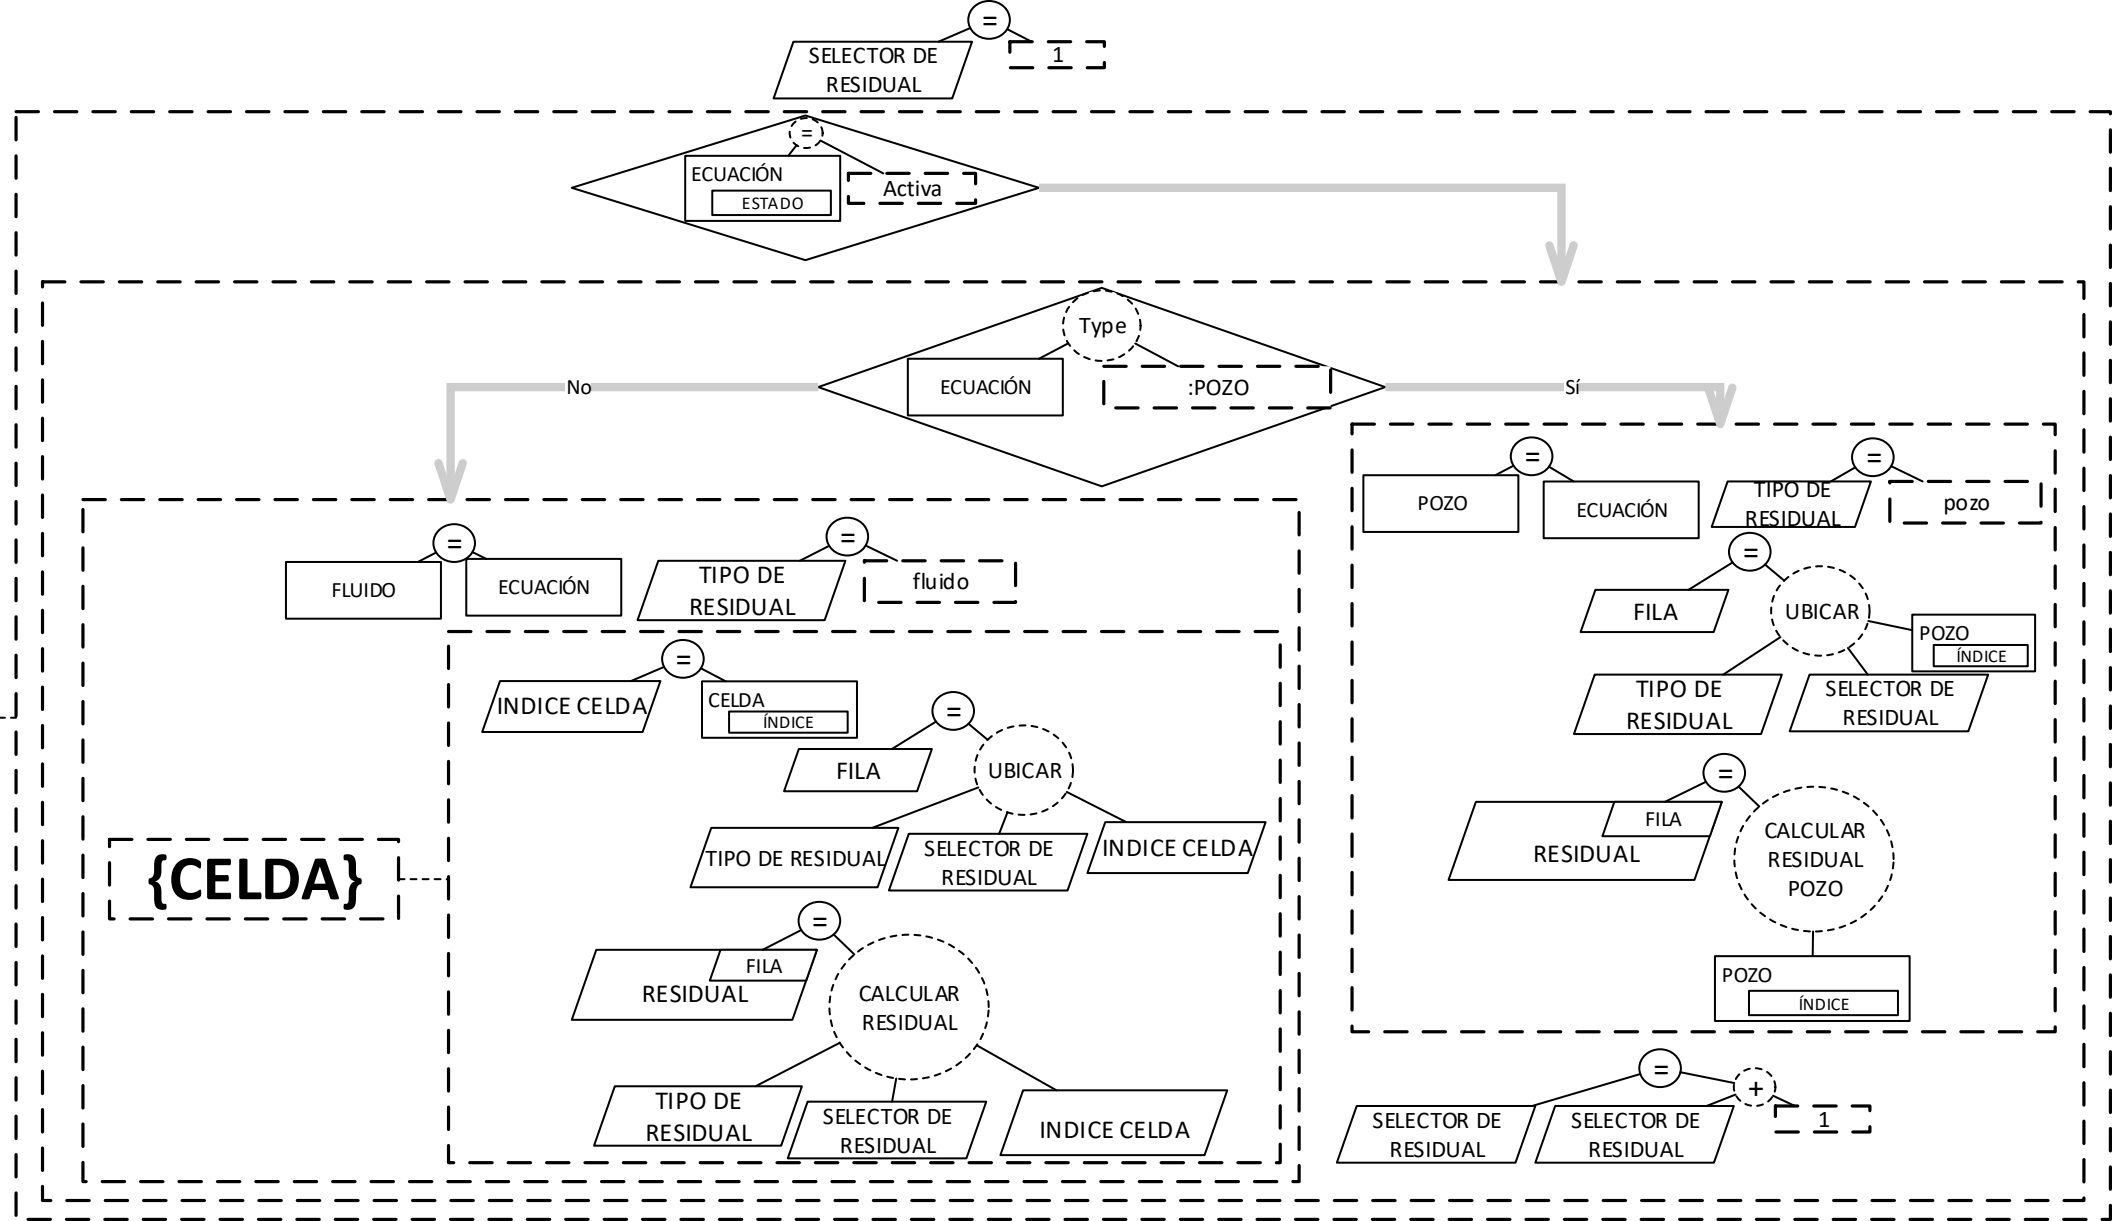 =
SELECTOR DE
RESIDUAL
1
=
ECUACIÓN
ESTADO
Activa
Type
ECUACIÓN
:POZO
No
Sí
=
POZO
ECUACIÓN
=
TIPO DE
RESIDUAL
pozo
=
FILA
UBICAR
POZO
ÍNDICE
TIPO DE
RESIDUAL
SELECTOR DE
RESIDUAL
=
FILA
RESIDUAL
CALCULAR
RESIDUAL
POZO
POZO
ÍNDICE
=
FLUIDO
ECUACIÓN
=
TIPO DE
RESIDUAL
fluido
=
INDICE CELDA
CELDA
ÍNDICE
=
FILA
UBICAR
TIPO DE RESIDUAL
SELECTOR DE
RESIDUAL
INDICE CELDA
{CELDA}
=
FILA
RESIDUAL
CALCULAR
RESIDUAL
TIPO DE
RESIDUAL
SELECTOR DE
RESIDUAL
INDICE CELDA
=
+
SELECTOR DE
RESIDUAL
SELECTOR DE
RESIDUAL
1